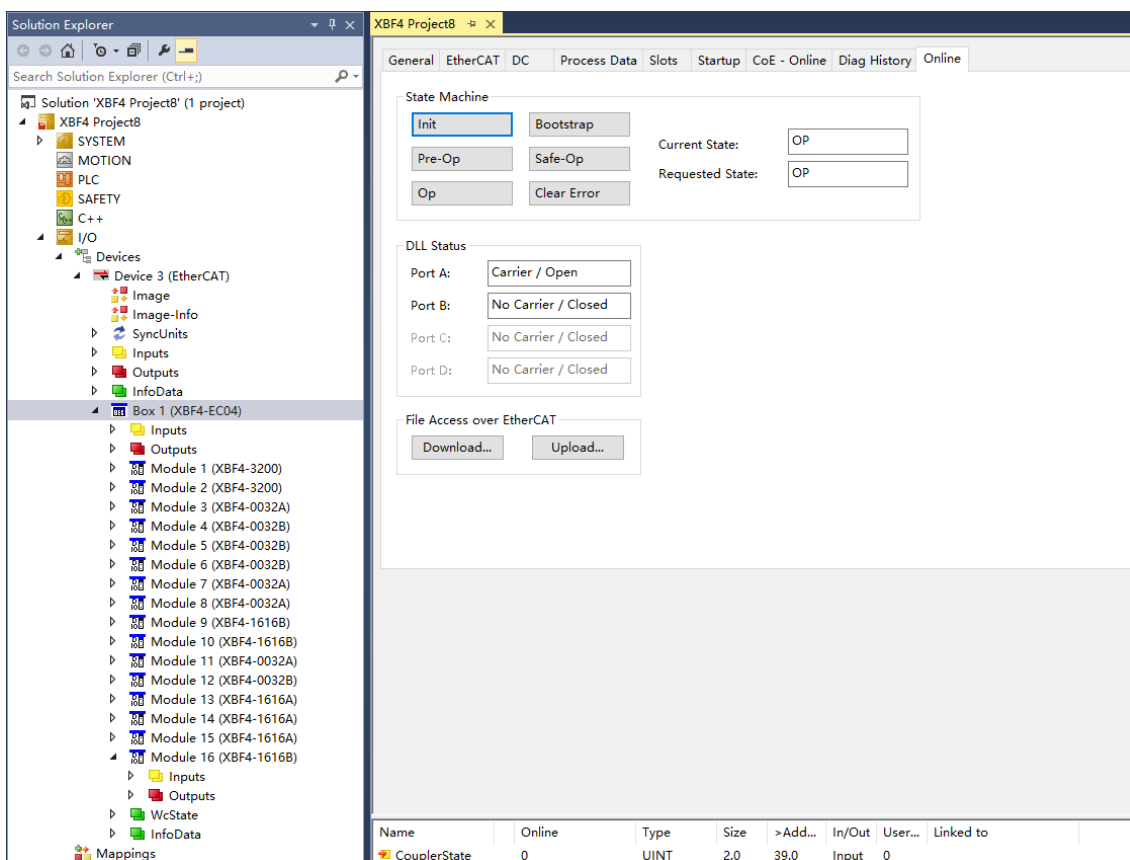 Solution Explorer
Search Solution Explorer (Ctrl+;)
Solution 'XBF4 Project8' (1 project)
XBF4 Project8
SYSTEM
MOTION
PLC
SAFETY
C++
I/O
Devices
Device 3 (EtherCAT)
Image
Image-Info
SyncUnits
Inputs
Outputs
InfoData
Box 1 (XBF4-EC04)
Inputs
Outputs
Module 1 (XBF4-3200)
Module 2 (XBF4-3200)
Module 3 (XBF4-0032A)
Module 4 (XBF4-0032B)
Module 5 (XBF4-0032B)
Module 6 (XBF4-0032B)
Module 7 (XBF4-0032A)
Module 8 (XBF4-0032A)
Module 9 (XBF4-1616B)
Module 10 (XBF4-1616B)
Module 11 (XBF4-0032A)
Module 12 (XBF4-0032B)
Module 13 (XBF4-1616A)
Module 14 (XBF4-1616A)
Module 15 (XBF4-1616A)
Module 16 (XBF4-1616B)
Inputs
Outputs
WcState
InfoData
Mappings
XBF4 Project8
General EtherCAT DC Process Data Slots Startup CoE - Online Diag History Online
State Machine
Init Bootstrap
Pre-Op Safe-Op
Op Clear Error
Current State: OP
Requested State: OP
DLL Status
Port A: Carrier / Open
Port B: No Carrier / Closed
Port C: No Carrier / Closed
Port D: No Carrier / Closed
File Access over EtherCAT
Download... Upload...
Name Online Type Size >Add... In/Out User... Linked to
CouplerState 0 UINT 2.0 39.0 Input 0